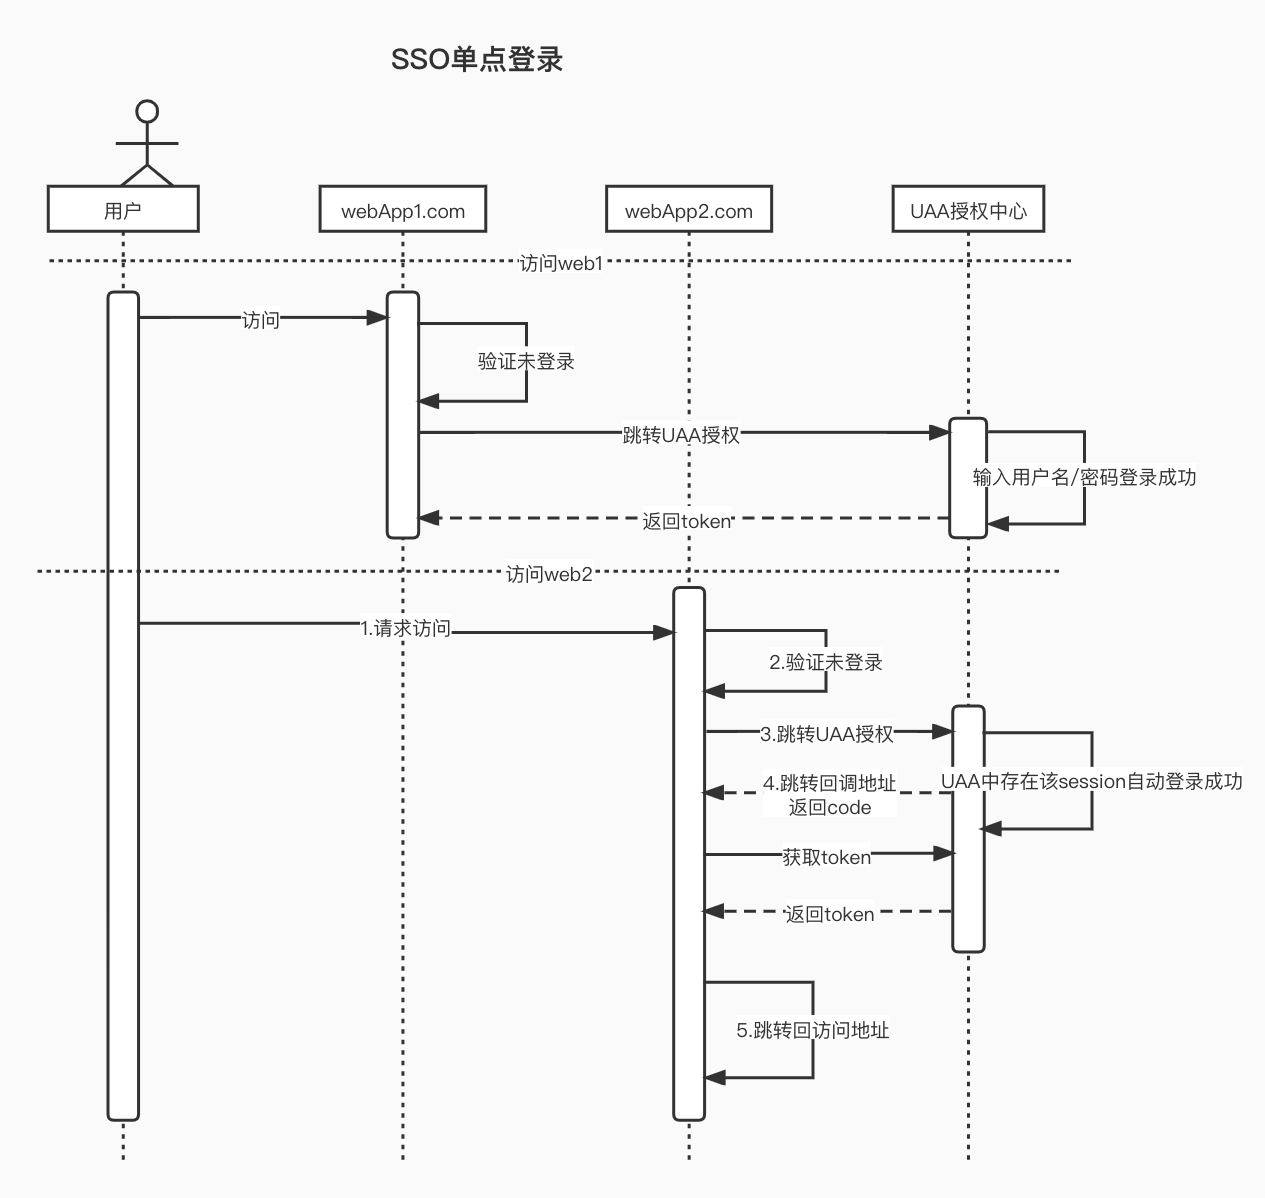 SSO单点登录
用户
webApp1.com
webApp2.com
UAA授权中心
访问web1
访问
验证未登录
跳转UAA授权
输入用户名/密码登录成功
返回token
访问web2
1.请求访问
2.验证未登录
3.跳转UAA授权
UAA中存在该session自动登录成功
4.跳转回调地址
返回code
获取token
返回token
5.跳转回访问地址